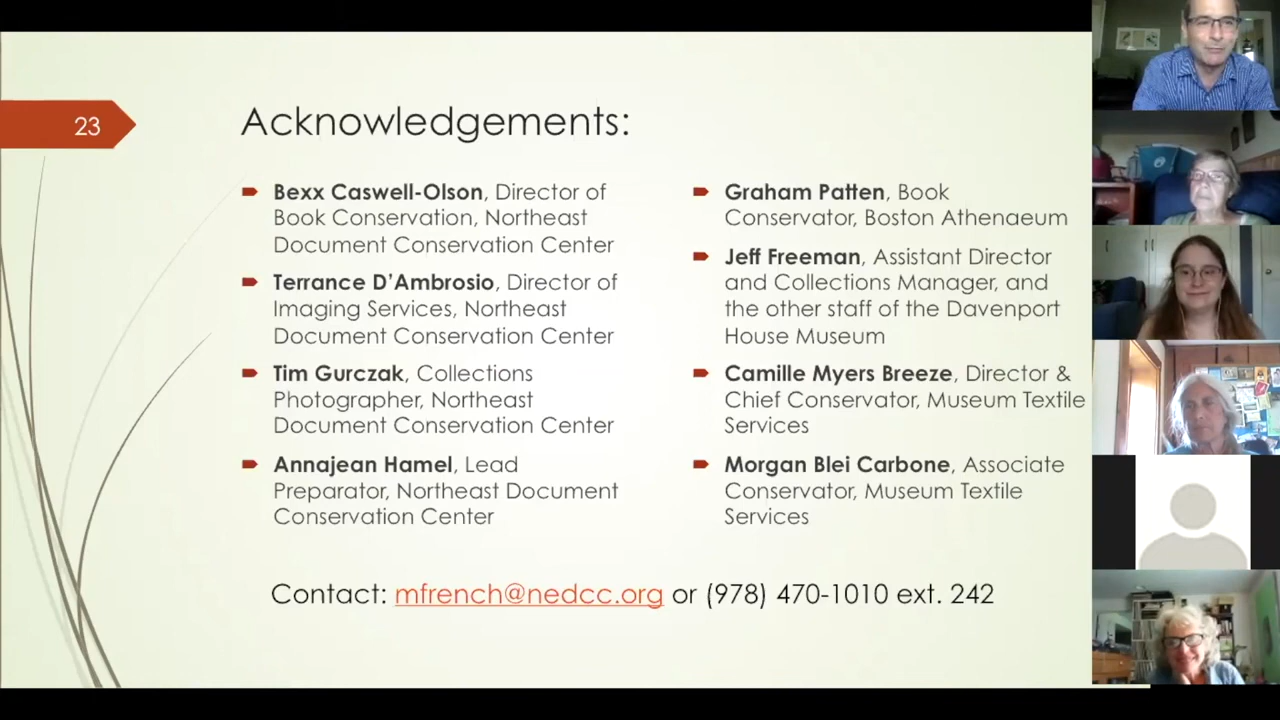 23
Acknowledgements:
Bexx Caswell-Olson, Director of
Book Conservation, Northeast
Document Conservation Center
Terrance D’Ambrosio, Director of
Imaging Services, Northeast
Document Conservation Center
Tim Gurczak, Collections
Photographer, Northeast
Document Conservation Center
Annajean Hamel, Lead
Preparator, Northeast Document
Conservation Center
Graham Patten, Book
Conservator, Boston Athenaeum
Jeff Freeman, Assistant Director
and Collections Manager, and
the other staff of the Davenport
House Museum
Camille Myers Breeze, Director &
Chief Conservator, Museum Textile
Services
Morgan Blei Carbone, Associate
Conservator, Museum Textile
Services
Contact: mfrench@nedcc.org or (978) 470-1010 ext. 242